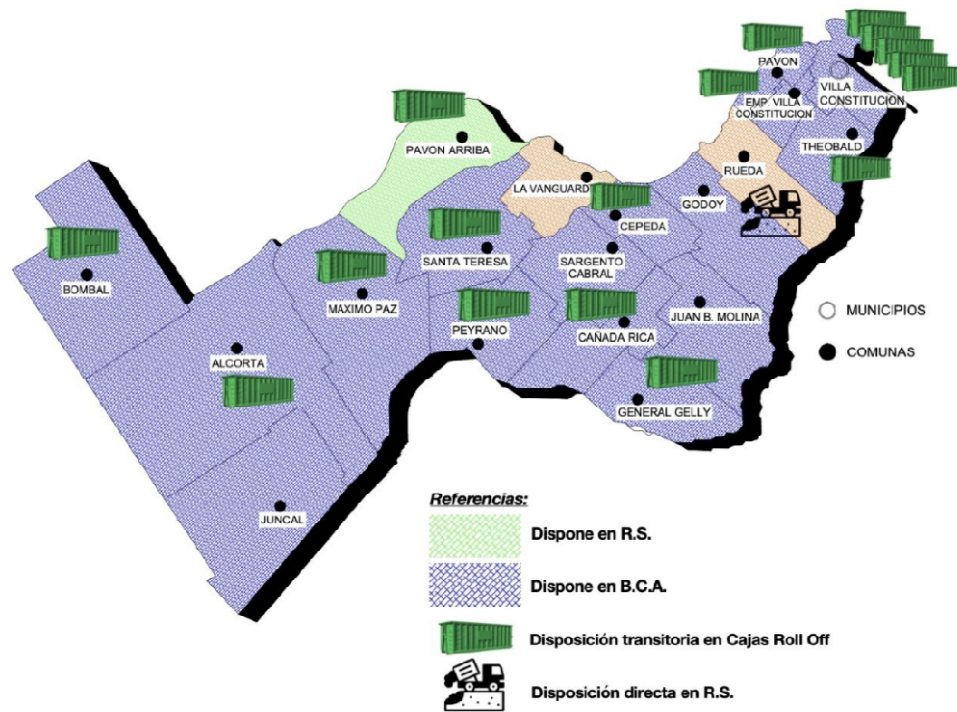 PAVON
VILLA
CONSTITUCION
EMP. VILLA
CONSTITUCION
PAVON ARRIBA
THEOBALD
RUEDA
LA VANGUARD
GODOY
CEPEDA
SANTA TERESA
SARGENTO
CABRAL
BOMBAL
MAXIMO PAZ
JUAN B. MOLINA
MUNICIPIOS
PEYRANO
CAÑADA RICA
COMUNAS
ALCORTA
GENERAL GELLY
JUNCAL
Referencias:
Dispone en R.S.
Dispone en B.C.A.
Disposición transitoria en Cajas Roll Off
Disposición directa en R.S.